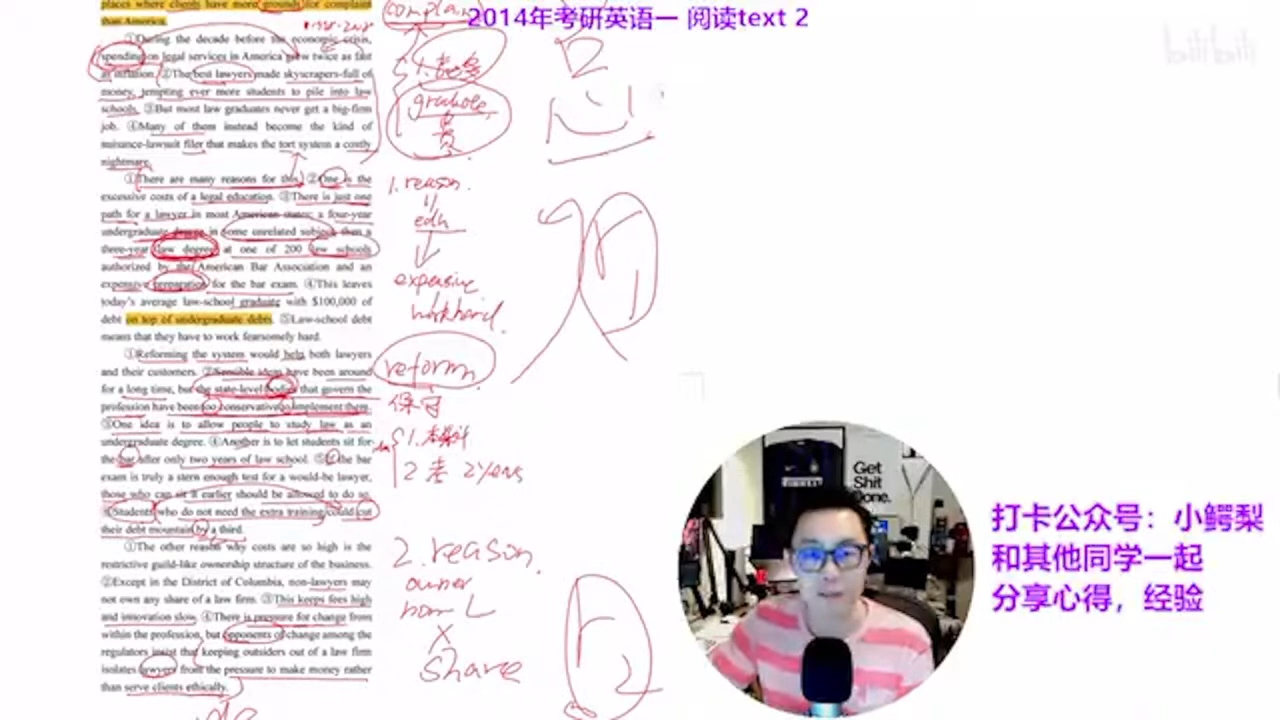 2014年考研英语一 阅读text 2
bilibili
places where clients have more grounds for complaint
than America.
①During the decade before the economic crisis,
spending on legal services in America grew twice as fast
as inflation. ②The best lawyers made skyscrapers-full of
money, tempting ever more students to pile into law
schools. ③But most law graduates never get a big-firm
job. ④Many of them instead become the kind of
nuisance-lawsuit filer that makes the tort system a costly
nightmare.
①There are many reasons for this. ②One is the
excessive costs of a legal education. ③There is just one
path for a lawyer in most American states: a four-year
undergraduate degree in some unrelated subject, then a
three-year law degree at one of 200 law schools
authorized by the American Bar Association and an
expensive preparation for the bar exam. ④This leaves
today's average law-school graduate with $100,000 of
debt on top of undergraduate debts. ⑤Law-school debt
means that they have to work fearsomely hard.
①Reforming the system would help both lawyers
and their customers. ②Sensible ideas have been around
for a long time, but the state-level bodies that govern the
profession have been too conservative to implement them.
③One idea is to allow people to study law as an
undergraduate degree. ④Another is to let students sit for
the bar after only two years of law school. ⑤If the bar
exam is truly a stern enough test for a would-be lawyer,
those who can sit it earlier should be allowed to do so.
⑥Students who do not need the extra training could cut
their debt mountain by a third.
①The other reason why costs are so high is the
restrictive guild-like ownership structure of the business.
②Except in the District of Columbia, non-lawyers may
not own any share of a law firm. ③This keeps fees high
and innovation slow. ④There is pressure for change from
within the profession, but opponents of change among the
regulators insist that keeping outsiders out of a law firm
isolates lawyers from the pressure to make money rather
than serve clients ethically.
complain
graduate
贵
1. reason.
edu
expensive
work hard.
reform
保守
1. 本科
2 考 2 years
2. reason.
owner
non L
X
share
r
1
r
2
Get
Shit
Done.
打卡公众号：小鳄梨
和其他同学一起
分享心得，经验